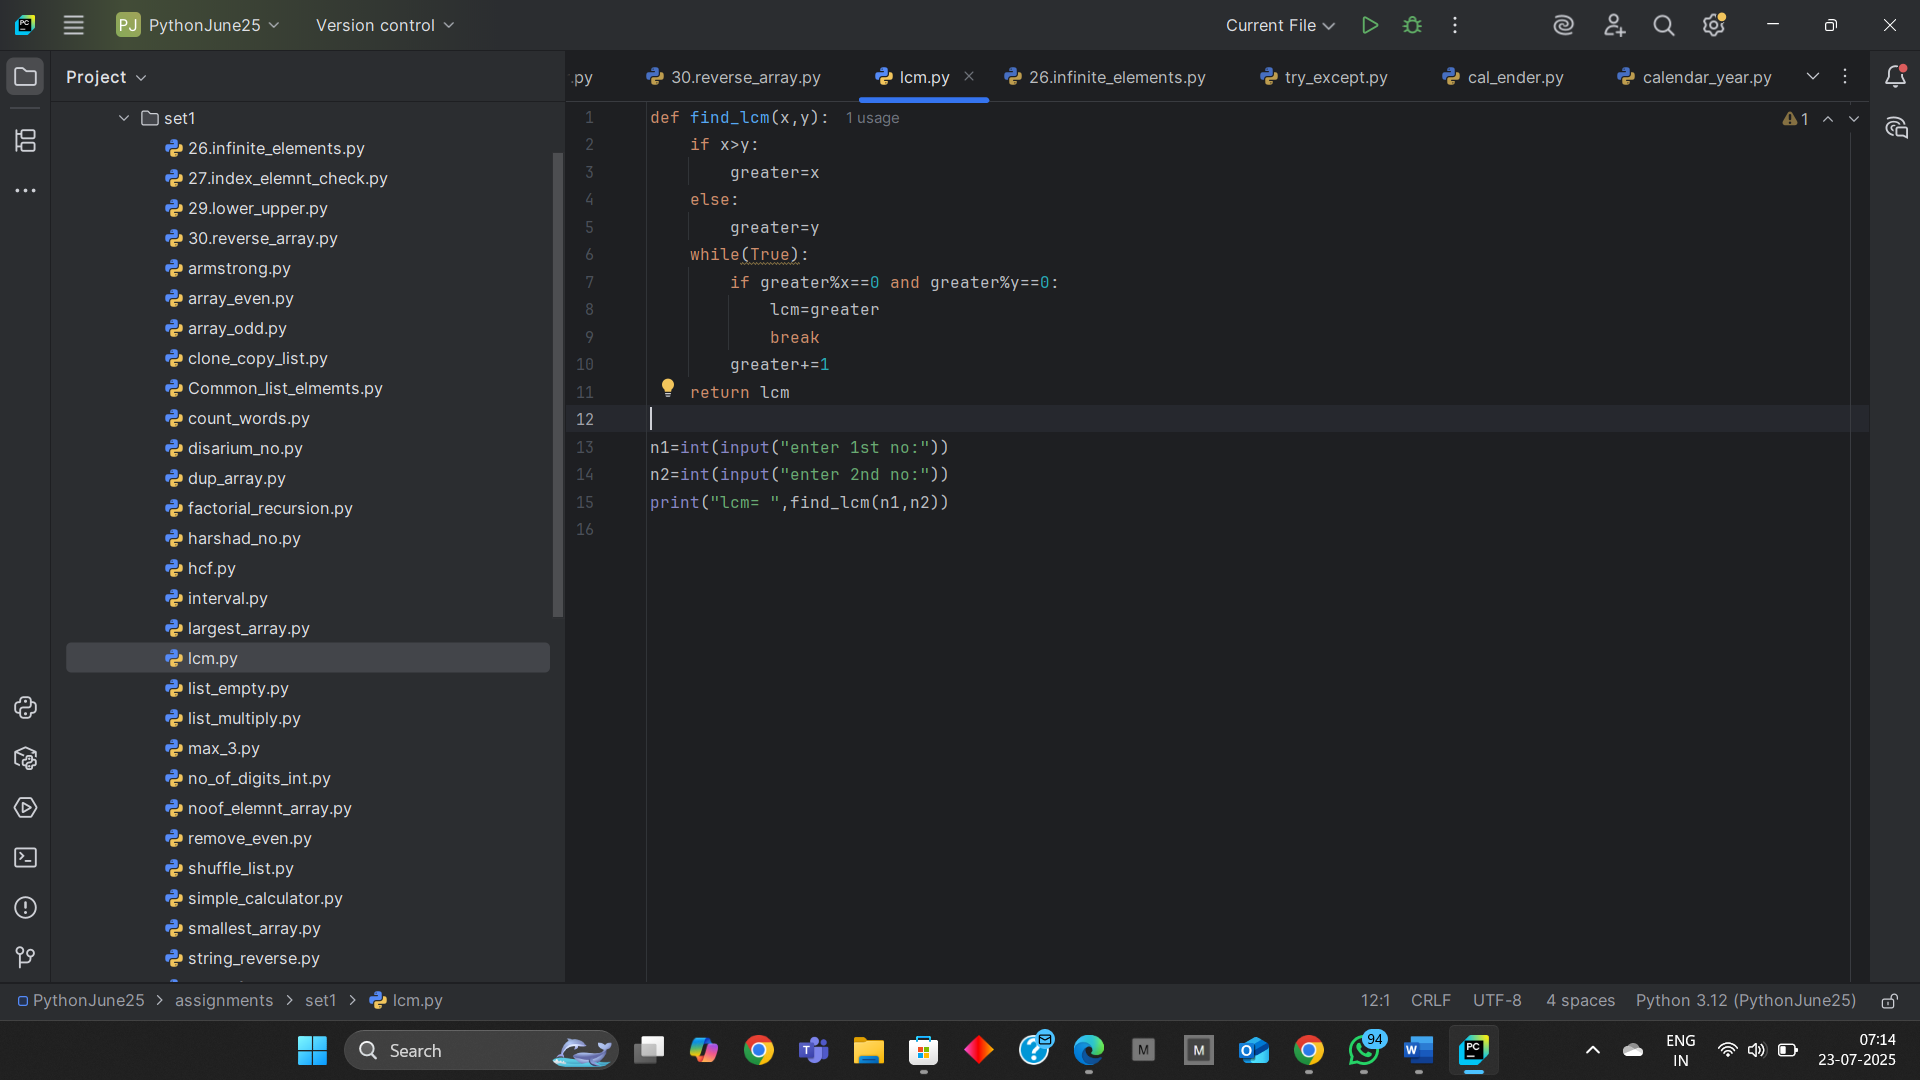 PJ PythonJune25 Version control Current File
Project
.py 30.reverse_array.py lcm.py 26.infinite_elements.py try_except.py cal_ender.py calendar_year.py
set1
26.infinite_elements.py
27.index_elemnt_check.py
29.lower_upper.py
30.reverse_array.py
armstrong.py
array_even.py
array_odd.py
clone_copy_list.py
Common_list_elmemts.py
count_words.py
disarium_no.py
dup_array.py
factorial_recursion.py
harshad_no.py
hcf.py
interval.py
largest_array.py
lcm.py
list_empty.py
list_multiply.py
max_3.py
no_of_digits_int.py
noof_elemnt_array.py
remove_even.py
shuffle_list.py
simple_calculator.py
smallest_array.py
string_reverse.py
1 def find_lcm(x,y): 1 usage
2 if x>y:
3 greater=x
4 else:
5 greater=y
6 while(True):
7 if greater%x==0 and greater%y==0:
8 lcm=greater
9 break
10 greater+=1
11 return lcm
12
13 n1=int(input("enter 1st no:"))
14 n2=int(input("enter 2nd no:"))
15 print("lcm= ",find_lcm(n1,n2))
16
1
PythonJune25 > assignments > set1 > lcm.py
12:1 CRLF UTF-8 4 spaces Python 3.12 (PythonJune25)
Search
94
ENG
IN
07:14
23-07-2025